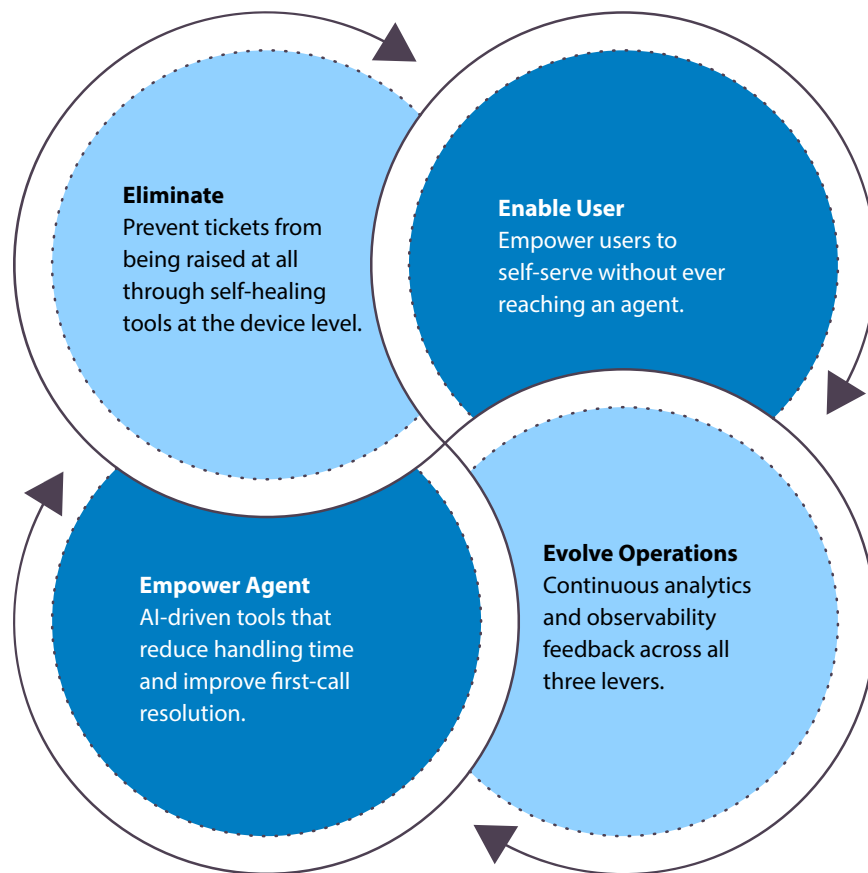 Eliminate
Prevent tickets from
being raised at all
through self-healing
tools at the device level.
Enable User
Empower users to
self-serve without ever
reaching an agent.
Empower Agent
AI-driven tools that
reduce handling time
and improve first-call
resolution.
Evolve Operations
Continuous analytics
and observability
feedback across all
three levers.